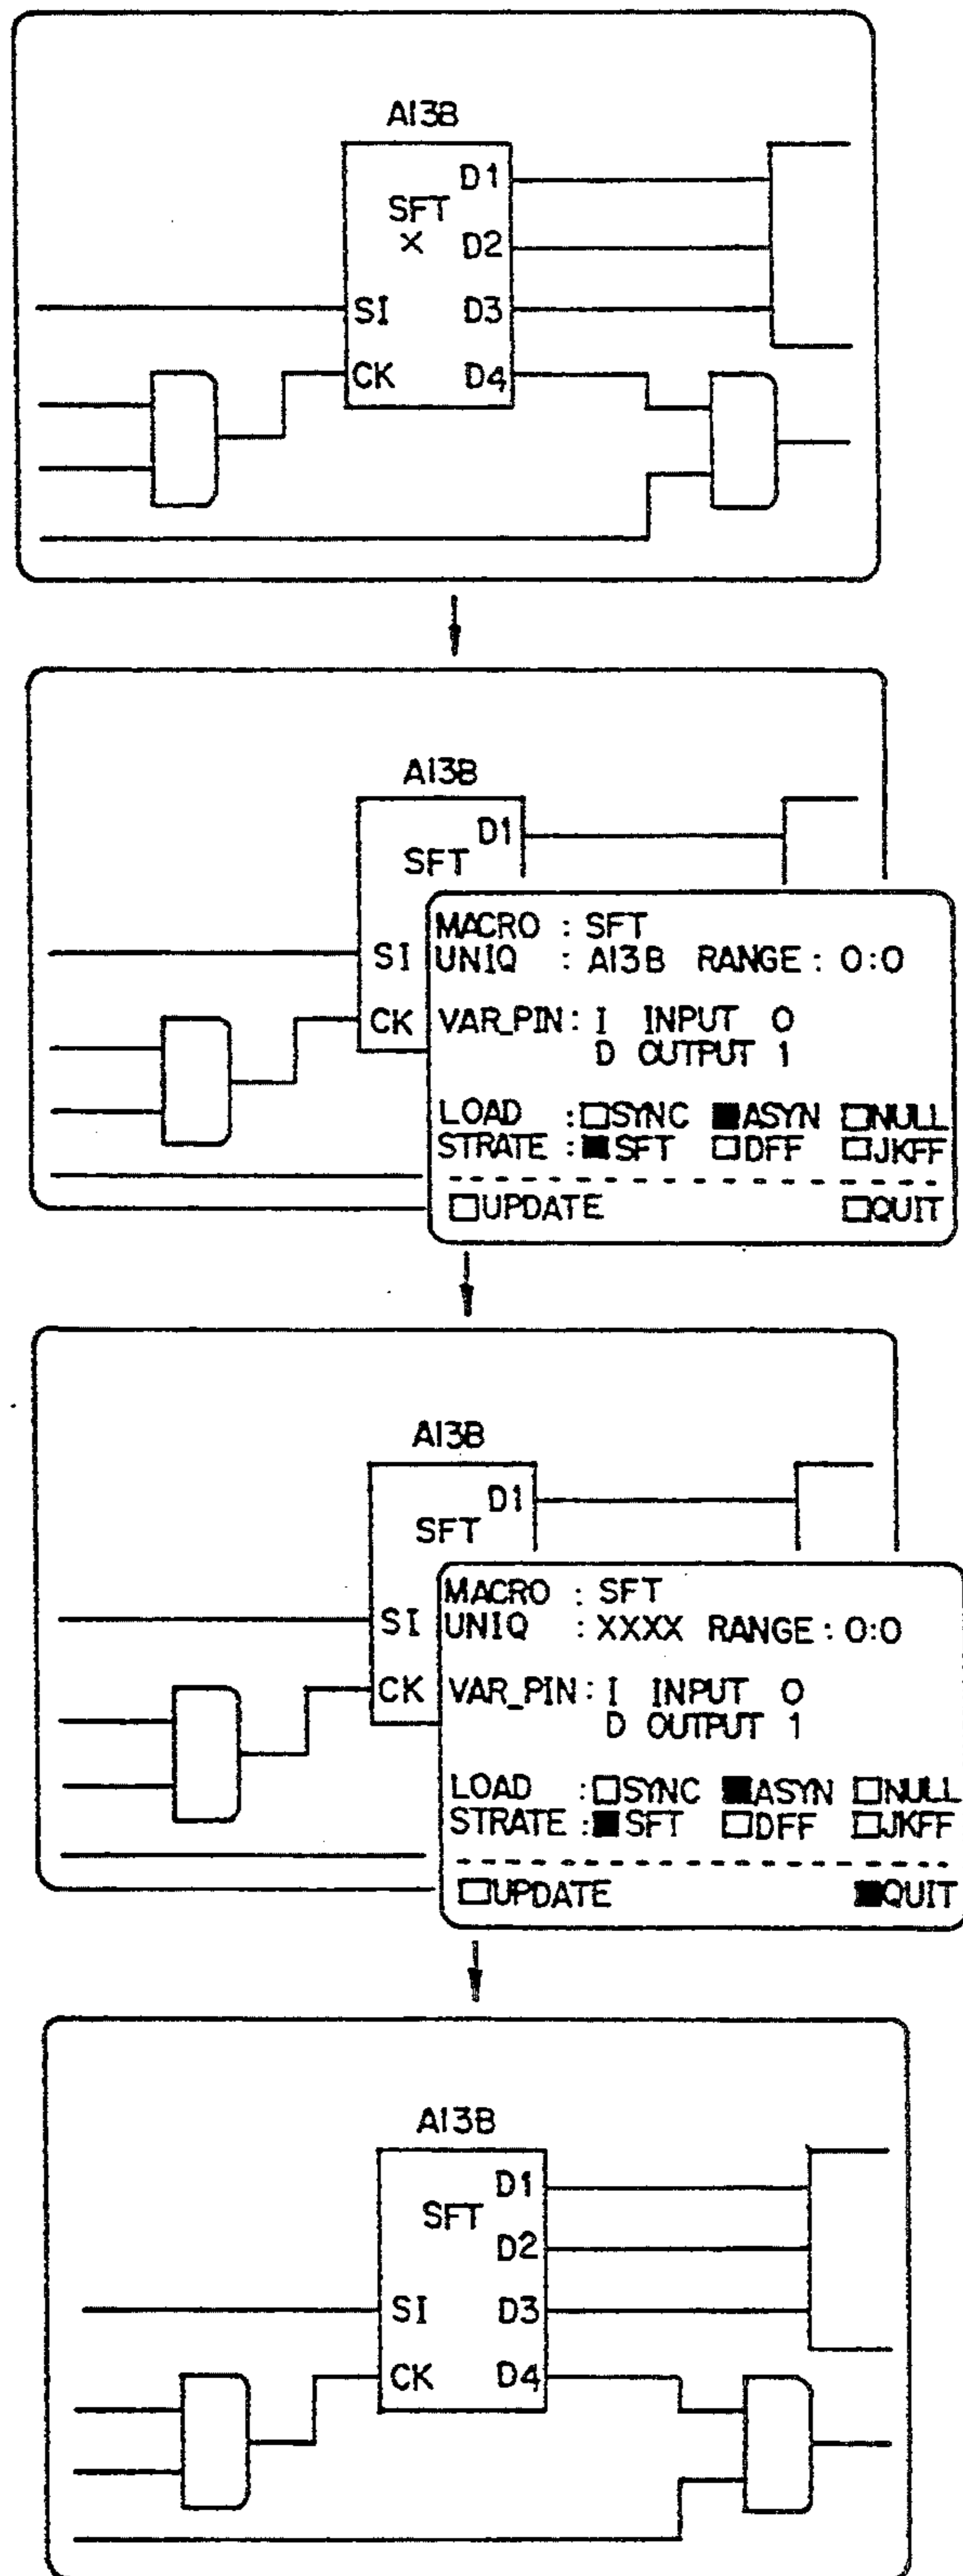 A13B
D1
SFT
× D2
SI D3
CK D4
A13B
D1
SFT
SI
CK
MACRO : SFT
UNIQ : A13B RANGE : 0:0
VAR_PIN : I INPUT 0
D OUTPUT 1
LOAD : □SYNC ■ASYN □NULL
STRATE : ■SFT □DFF □JKFF
□UPDATE □QUIT
A13B
D1
SFT
SI
CK
MACRO : SFT
UNIQ : XXXX RANGE : 0:0
VAR_PIN : I INPUT 0
D OUTPUT 1
LOAD : □SYNC ■ASYN □NULL
STRATE : ■SFT □DFF □JKFF
□UPDATE ■QUIT
A13B
D1
SFT
D2
SI D3
CK D4